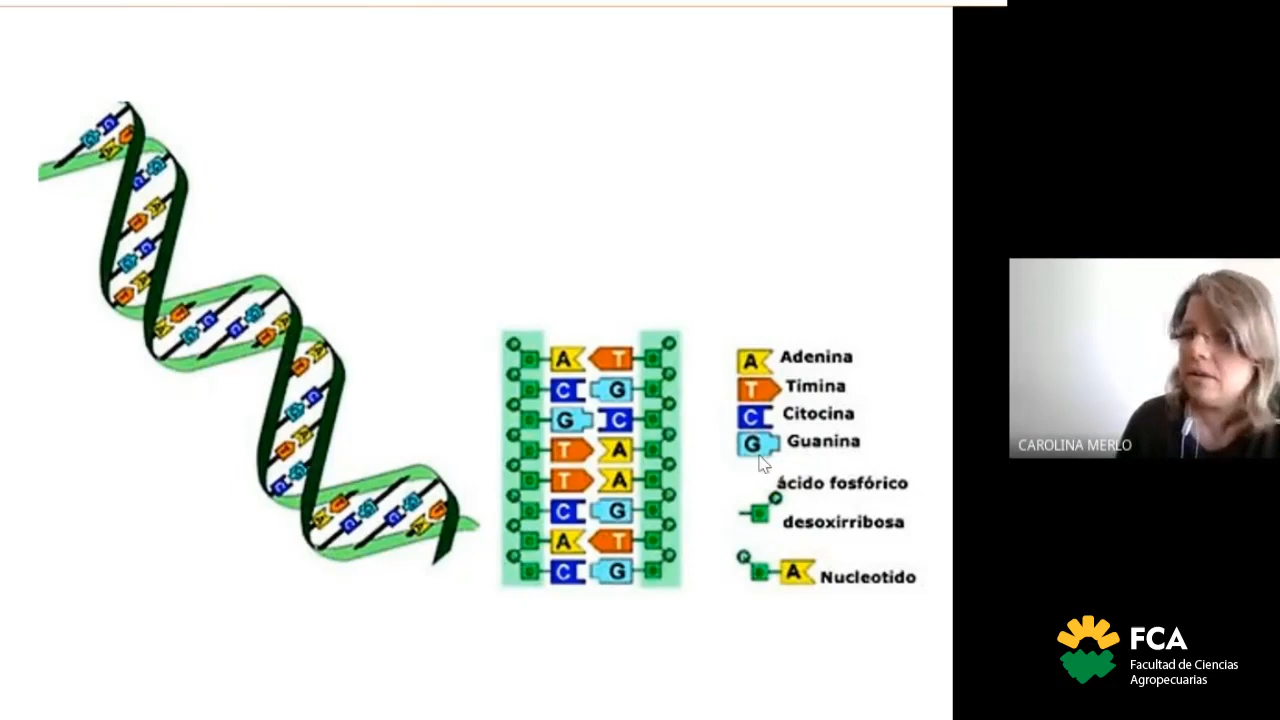 A T
C G
G C
T A
T A
C G
A T
C G
A Adenina
T Timina
C Citocina
G Guanina
ácido fosfórico
desoxirribosa
A Nucleotido
CAROLINA MERLO
FCA
Facultad de Ciencias
Agropecuarias